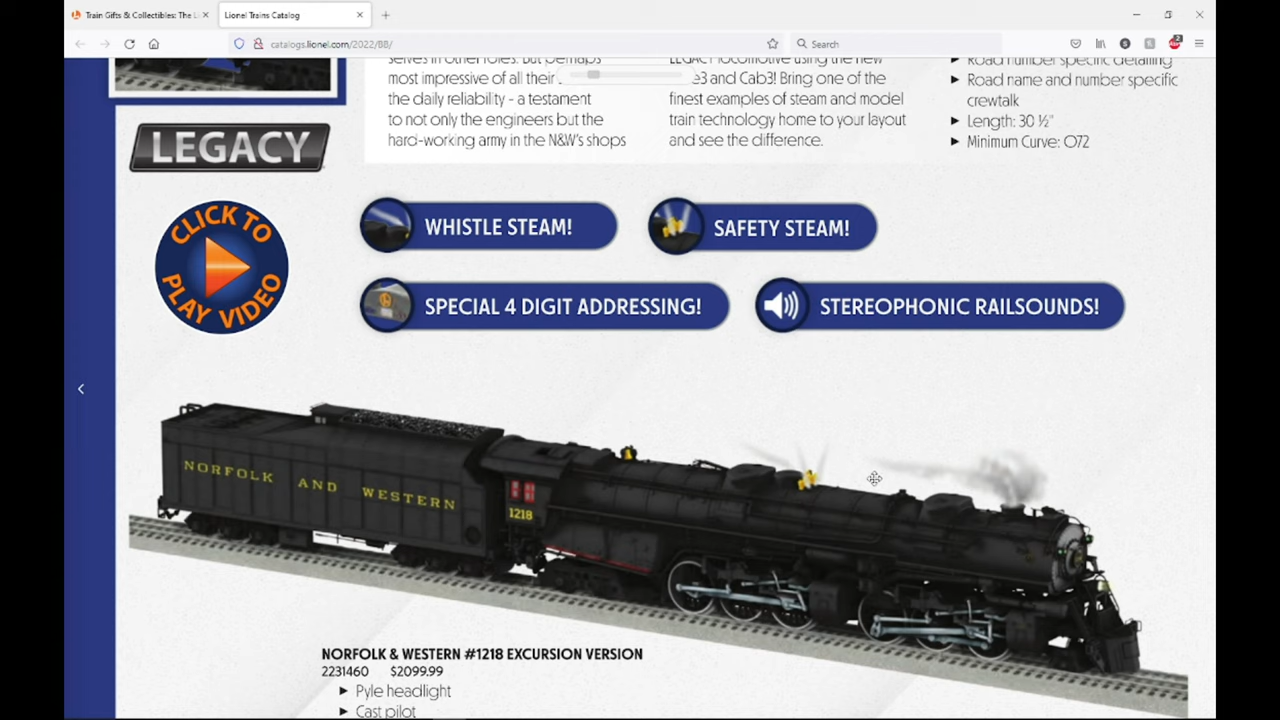 Train Gifts & Collectibles: The Li
Lionel Trains Catalog
catalogs.lionel.com/2022/BB/
Search
2
serves in other roles. But perhaps
most impressive of all their
the daily reliability - a testament
to not only the engineers but the
hard-working army in the N&W's shops
LEGACY locomotive using the new
e3 and Cab3! Bring one of the
finest examples of steam and model
train technology home to your layout
and see the difference.
Road number specific detailing
Road name and number specific
crewtalk
Length: 30 ½"
Minimum Curve: O72
LEGACY
CLICK TO
PLAY VIDEO
WHISTLE STEAM!
SAFETY STEAM!
SPECIAL 4 DIGIT ADDRESSING!
STEREOPHONIC RAILSOUNDS!
NORFOLK AND WESTERN
1218
NORFOLK & WESTERN #1218 EXCURSION VERSION
2231460 $2099.99
Pyle headlight
Cast pilot